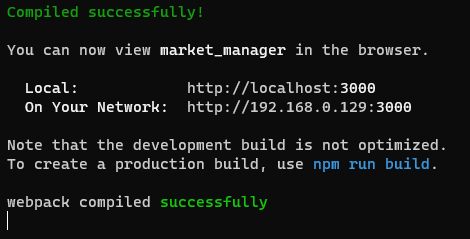 Compiled successfully!
You can now view market_manager in the browser.
Local: http://localhost:3000
On Your Network: http://192.168.0.129:3000
Note that the development build is not optimized.
To create a production build, use npm run build.
webpack compiled successfully